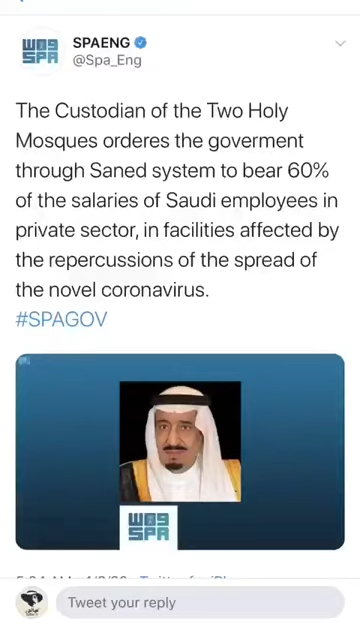 SPAENG
@Spa_Eng
The Custodian of the Two Holy
Mosques orderes the goverment
through Saned system to bear 60%
of the salaries of Saudi employees in
private sector, in facilities affected by
the repercussions of the spread of
the novel coronavirus.
#SPAGOV
SPA
Tweet your reply